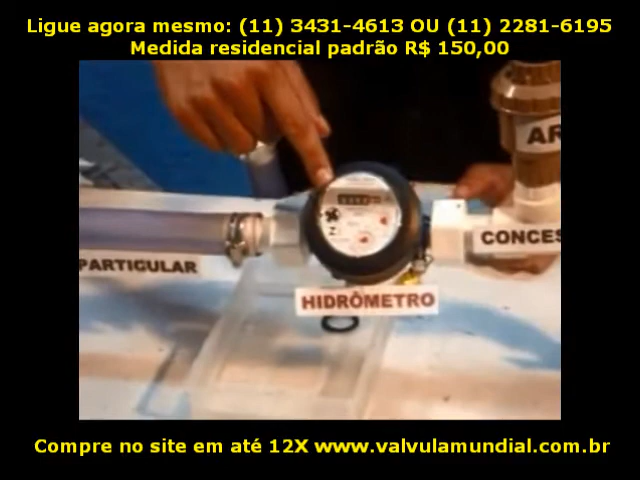 Ligue agora mesmo: (11) 3431-4613 OU (11) 2281-6195
Medida residencial padrão R$ 150,00
AR
CONCES
PARTIGULAR
HIDRÔMETRO
Compre no site em até 12X www.valvulamundial.com.br